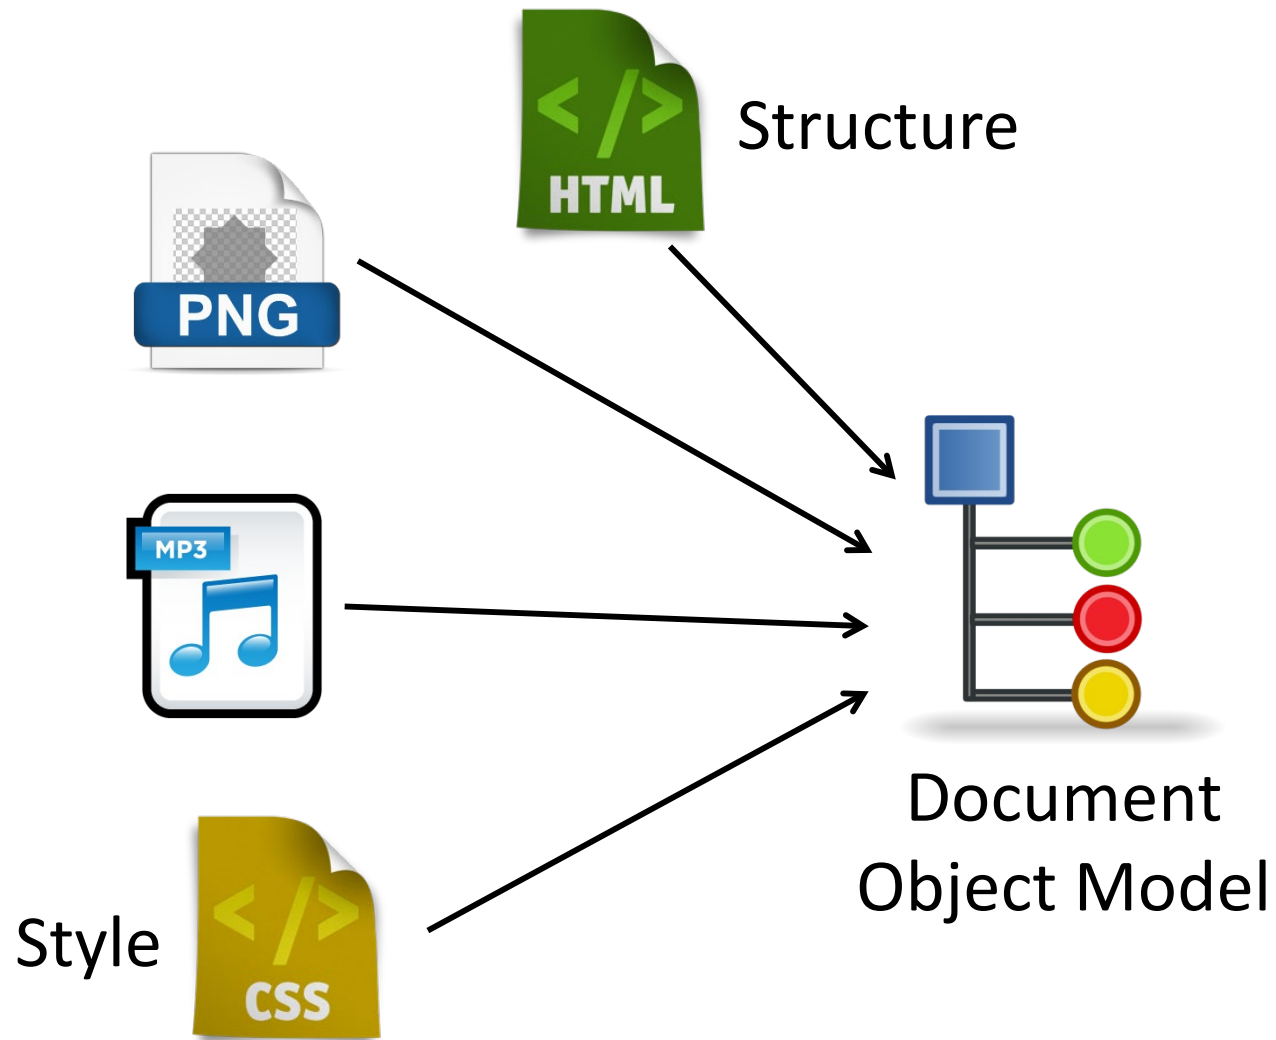 </>
HTML
Structure
PNG
MP3
Document
Object Model
Style
</>
CSS